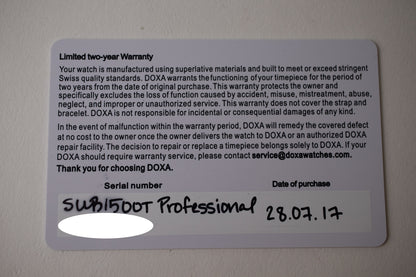 Limited two-year Warranty
Your watch is manufactured using superlative materials and built to meet or exceed stringent
Swiss quality standards. DOXA warrants the functioning of your timepiece for the period of
two years from the date of original purchase. This warranty protects the owner and
specifically excludes the loss of function caused by accident, misuse, mistreatment, abuse,
neglect, and improper or unauthorized service. This warranty does not cover the strap and
bracelet. DOXA is not responsible for incidental or consequential damages of any kind.
In the event of malfunction within the warranty period, DOXA will remedy the covered defect
at no cost to the owner once the owner delivers the watch to DOXA or an authorized DOXA
repair facility. The decision to repair or replace a timepiece belongs solely to DOXA. If your
DOXA should require warranty service, please contact service@doxawatches.com.
Thank you for choosing DOXA.
Serial number Date of purchase
SUB1500T Professional 28.07.17